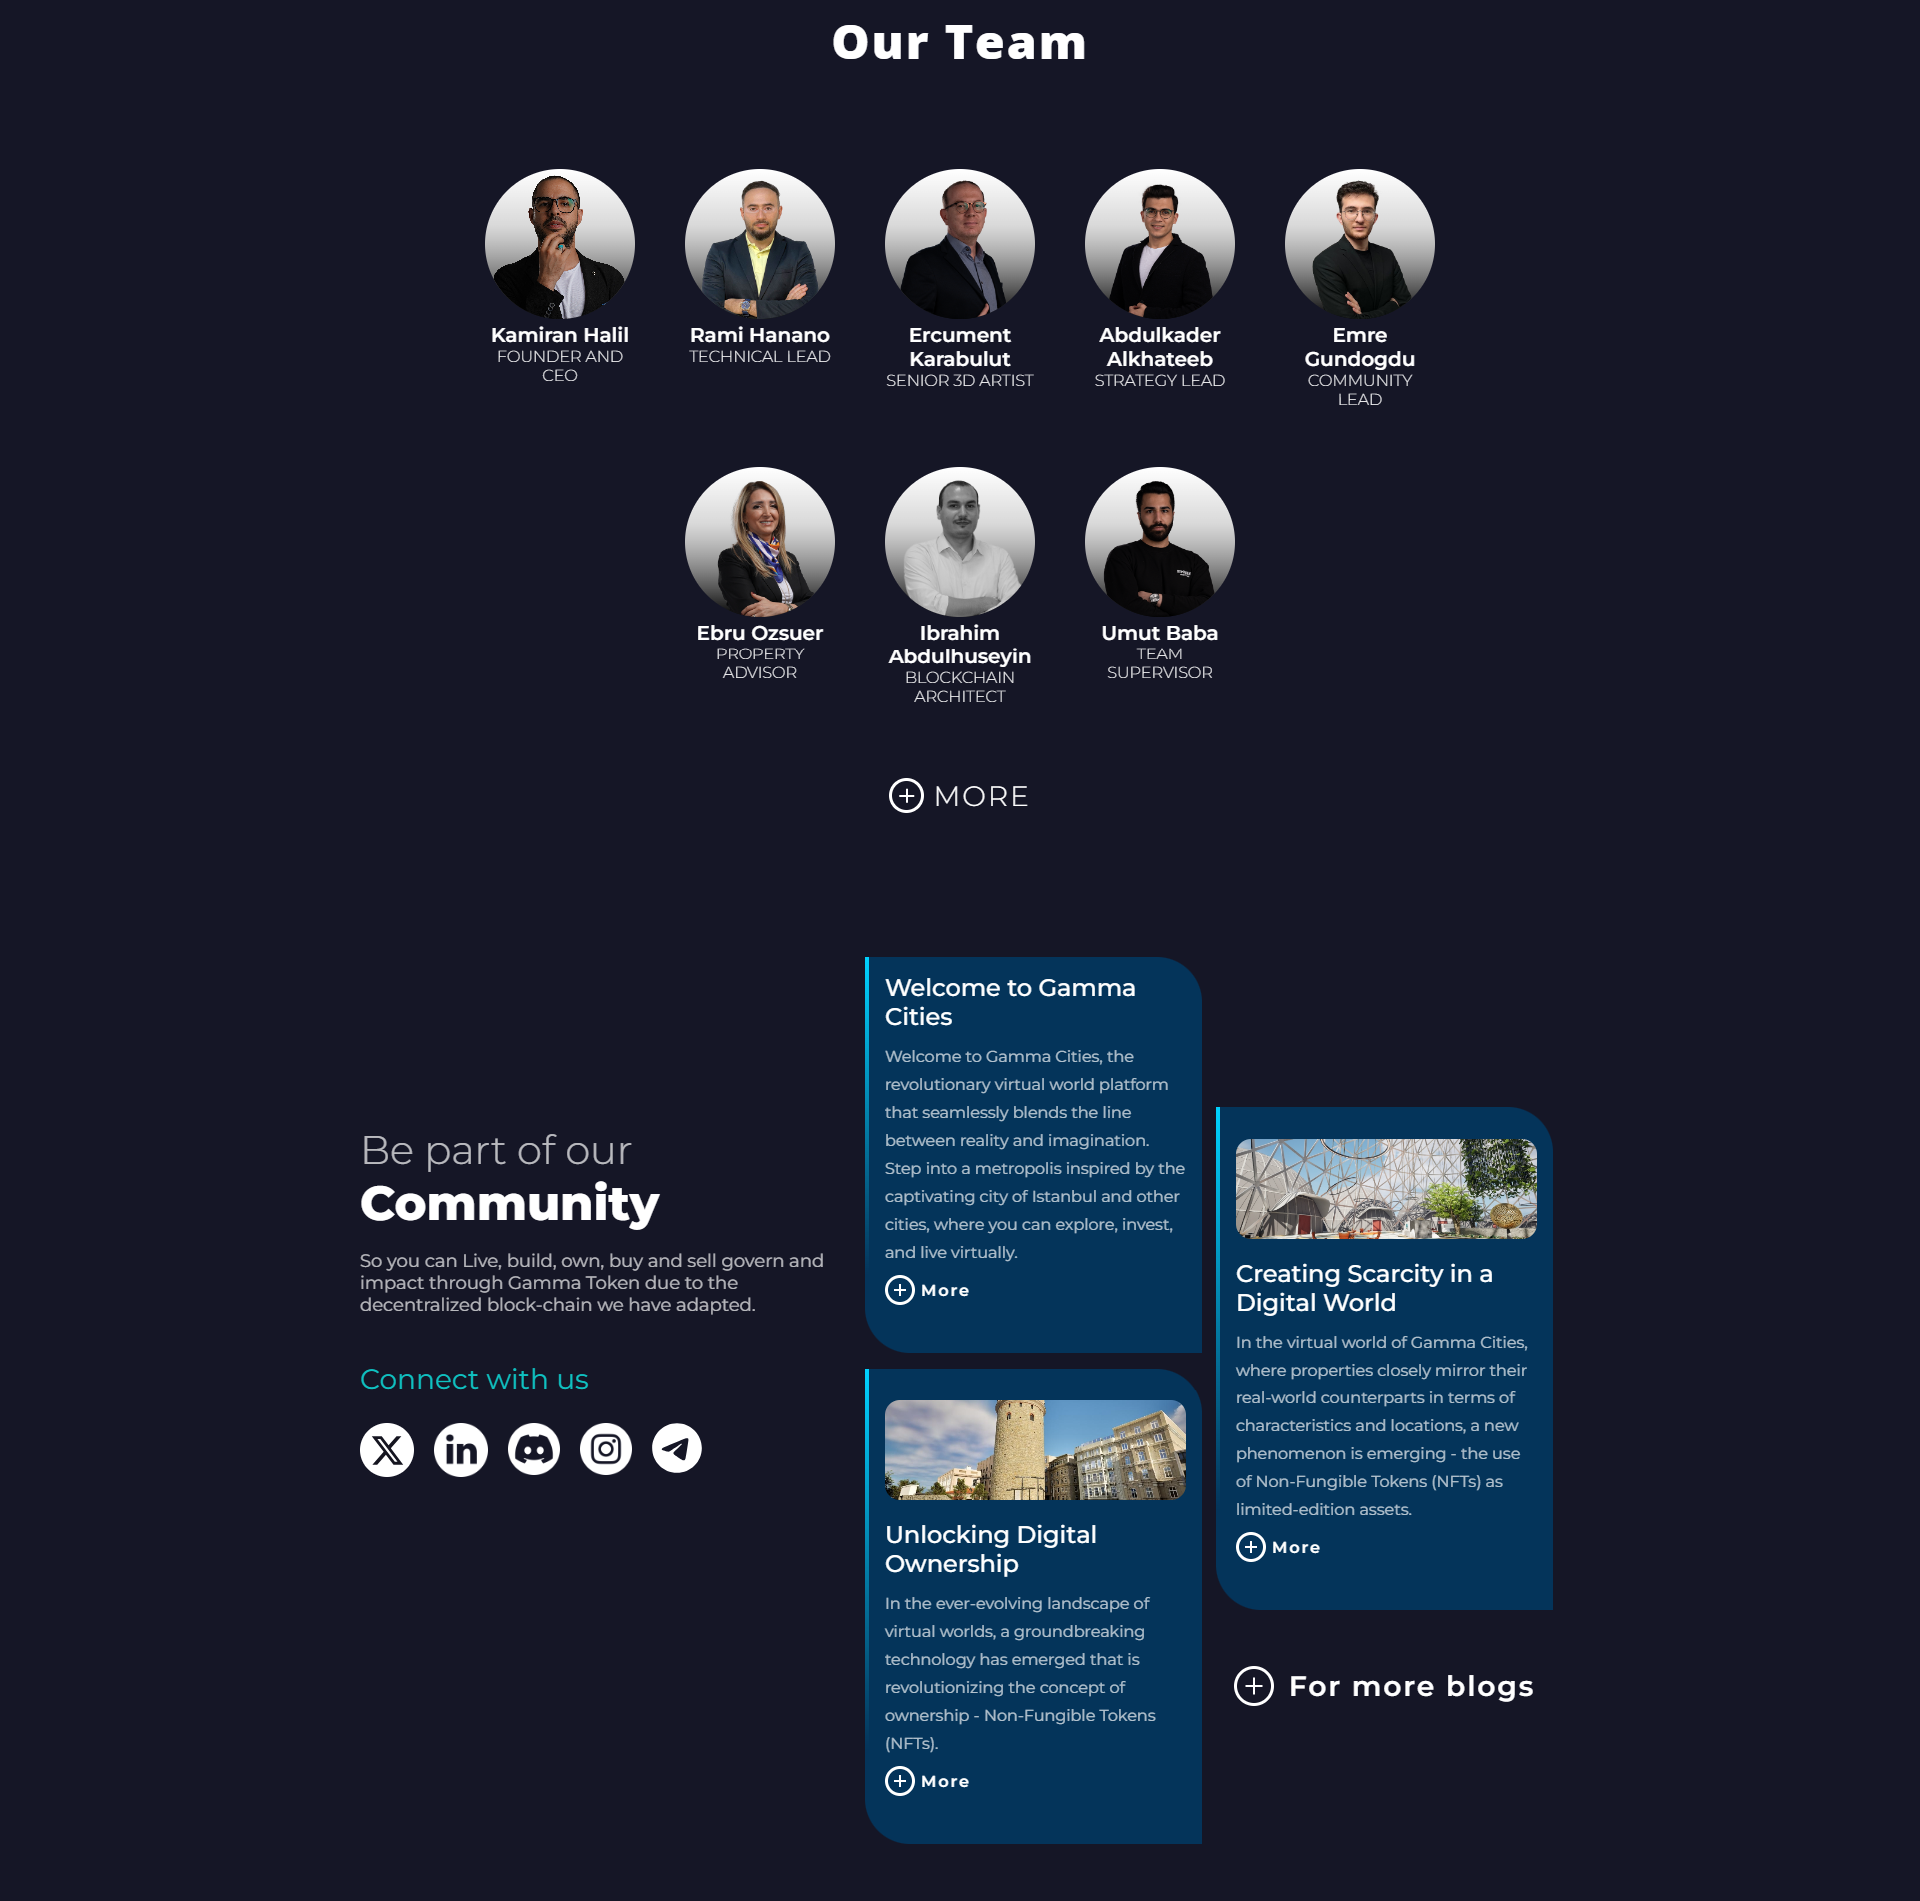 Our Team
Kamiran Halil
FOUNDER AND
CEO
Rami Hanano
TECHNICAL LEAD
Ercument
Karabulut
SENIOR 3D ARTIST
Abdulkader
Alkhateeb
STRATEGY LEAD
Emre
Gundogdu
COMMUNITY
LEAD
Ebru Ozsuer
PROPERTY
ADVISOR
Ibrahim
Abdulhuseyin
BLOCKCHAIN
ARCHITECT
Umut Baba
TEAM
SUPERVISOR
MORE
Be part of our
Community
So you can Live, build, own, buy and sell govern and
impact through Gamma Token due to the
decentralized block-chain we have adapted.
Connect with us
Welcome to Gamma
Cities
Welcome to Gamma Cities, the
revolutionary virtual world platform
that seamlessly blends the line
between reality and imagination.
Step into a metropolis inspired by the
captivating city of Istanbul and other
cities, where you can explore, invest,
and live virtually.
More
Unlocking Digital
Ownership
In the ever-evolving landscape of
virtual worlds, a groundbreaking
technology has emerged that is
revolutionizing the concept of
ownership - Non-Fungible Tokens
(NFTs).
More
Creating Scarcity in a
Digital World
In the virtual world of Gamma Cities,
where properties closely mirror their
real-world counterparts in terms of
characteristics and locations, a new
phenomenon is emerging - the use
of Non-Fungible Tokens (NFTs) as
limited-edition assets.
More
For more blogs